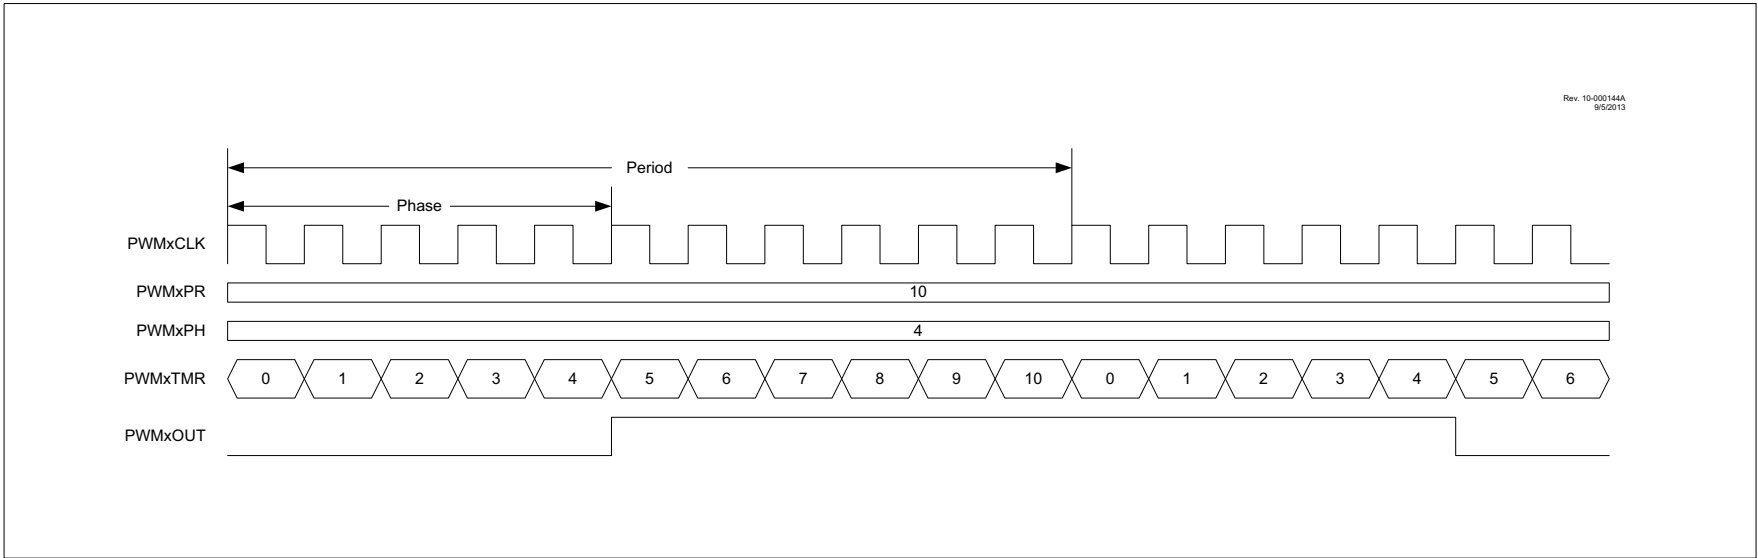 Rev. 10-000144A
9/5/2013
Period
Phase
PWMxCLK
PWMxPR 10
PWMxPH 4
PWMxTMR 0 1 2 3 4 5 6 7 8 9 10 0 1 2 3 4 5 6
PWMxOUT